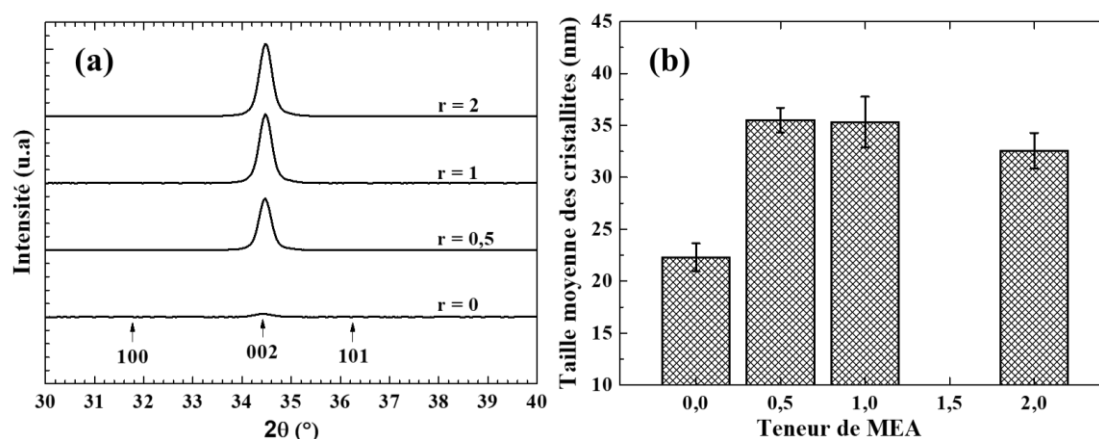 (a)
r = 2
r = 1
r = 0,5
r = 0
100
002
101
Intensité (u.a)
30 31 32 33 34 35 36 37 38 39 40
2θ (°)
(b)
Taille moyenne des cristallites (nm)
45
40
35
30
25
20
15
10
0,0 0,5 1,0 1,5 2,0
Teneur de MEA